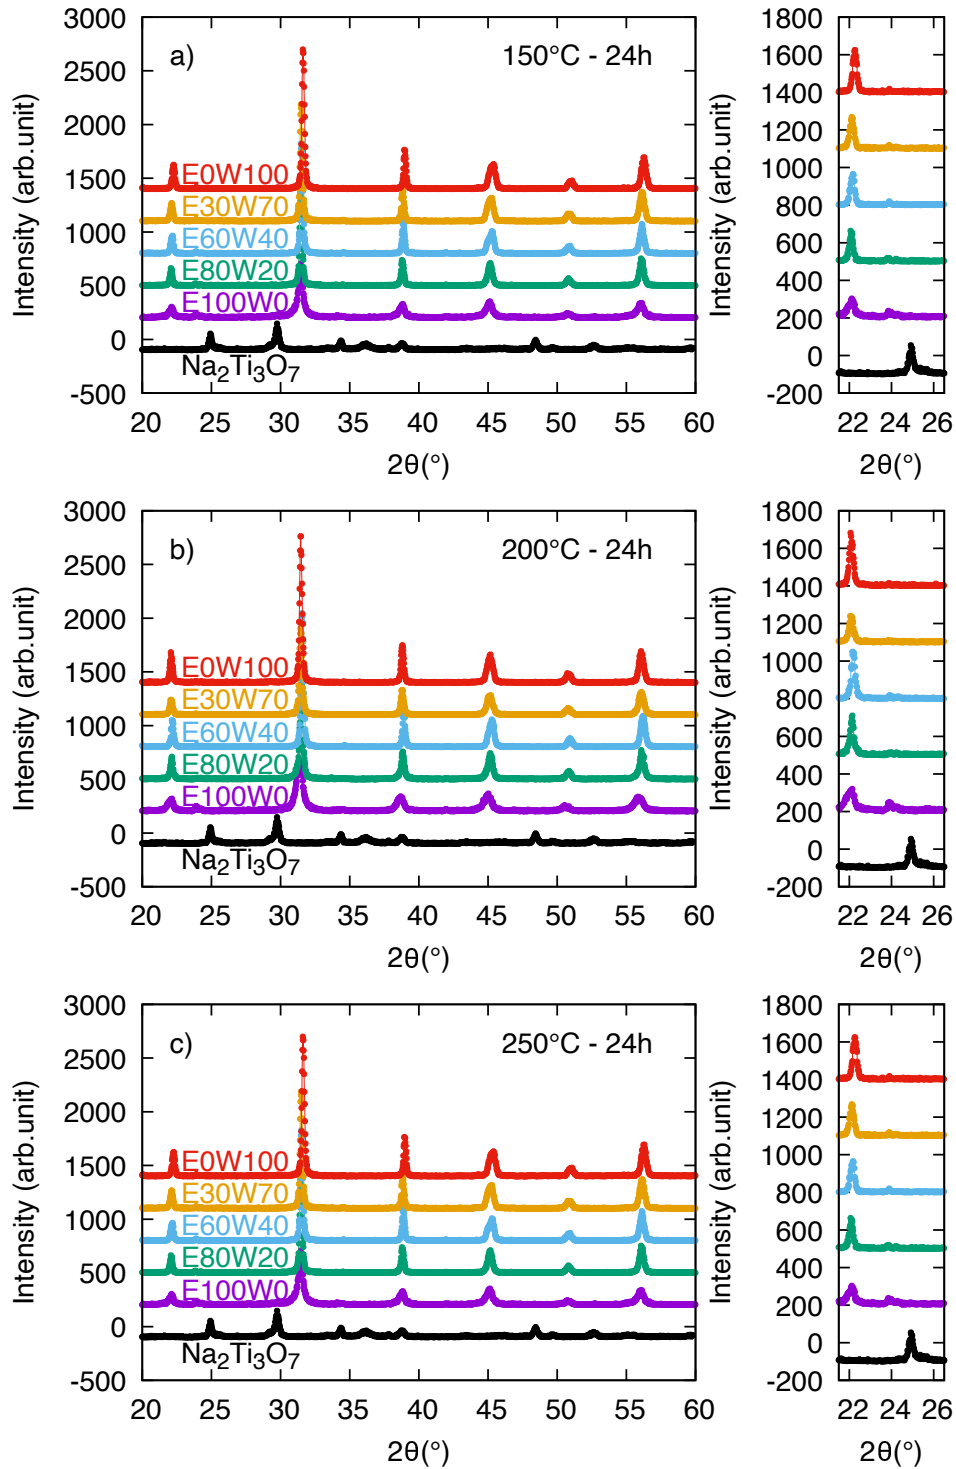 3000
2500
2000
1500
1000
500
0
-500
Intensity (arb.unit)
a)
150°C - 24h
E0W100
E30W70
E60W40
E80W20
E100W0
Na2Ti3O7
20 25 30 35 40 45 50 55 60
2θ(°)
1800
1600
1400
1200
1000
800
600
400
200
0
-200
Intensity (arb.unit)
22 24 26
2θ(°)
3000
2500
2000
1500
1000
500
0
-500
Intensity (arb.unit)
b)
200°C - 24h
E0W100
E30W70
E60W40
E80W20
E100W0
Na2Ti3O7
20 25 30 35 40 45 50 55 60
2θ(°)
1800
1600
1400
1200
1000
800
600
400
200
0
-200
Intensity (arb.unit)
22 24 26
2θ(°)
3000
2500
2000
1500
1000
500
0
-500
Intensity (arb.unit)
c)
250°C - 24h
E0W100
E30W70
E60W40
E80W20
E100W0
Na2Ti3O7
20 25 30 35 40 45 50 55 60
2θ(°)
1800
1600
1400
1200
1000
800
600
400
200
0
-200
Intensity (arb.unit)
22 24 26
2θ(°)